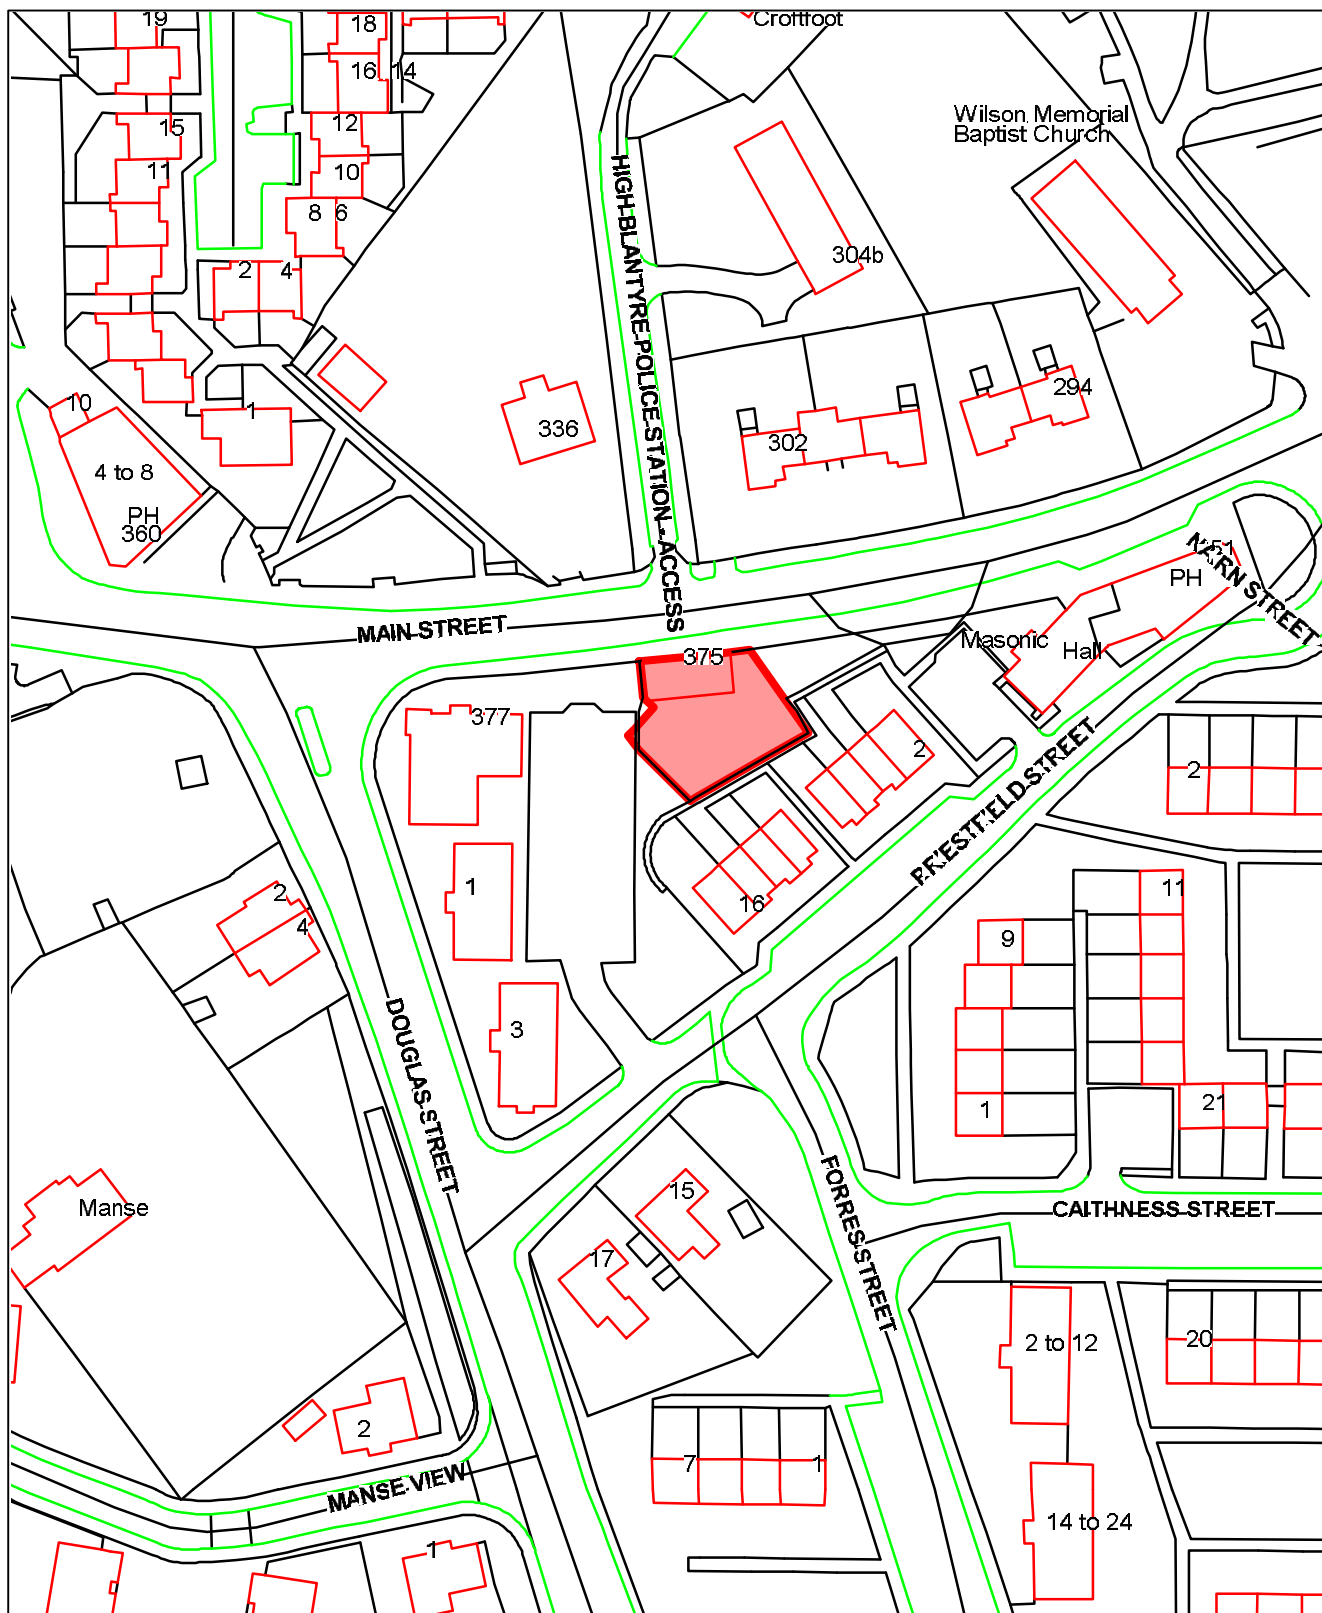 19
18
Croftfoot
16
14
Wilson Memorial
Baptist Church
15
12
11
10
8
6
HIGH BLANTYRE POLICE STATION - ACCESS
304b
2
4
294
10
1
336
302
4 to 8
PH
360
PH
NAIRN STREET
MAIN STREET
Masonic
Hall
375
377
2
PRIESTFIELD STREET
2
1
2
4
16
11
9
DOUGLAS STREET
3
1
21
FORRES STREET
15
Manse
CAITHNESS STREET
17
2 to 12
20
2
7
1
MANSE VIEW
14 to 24
1